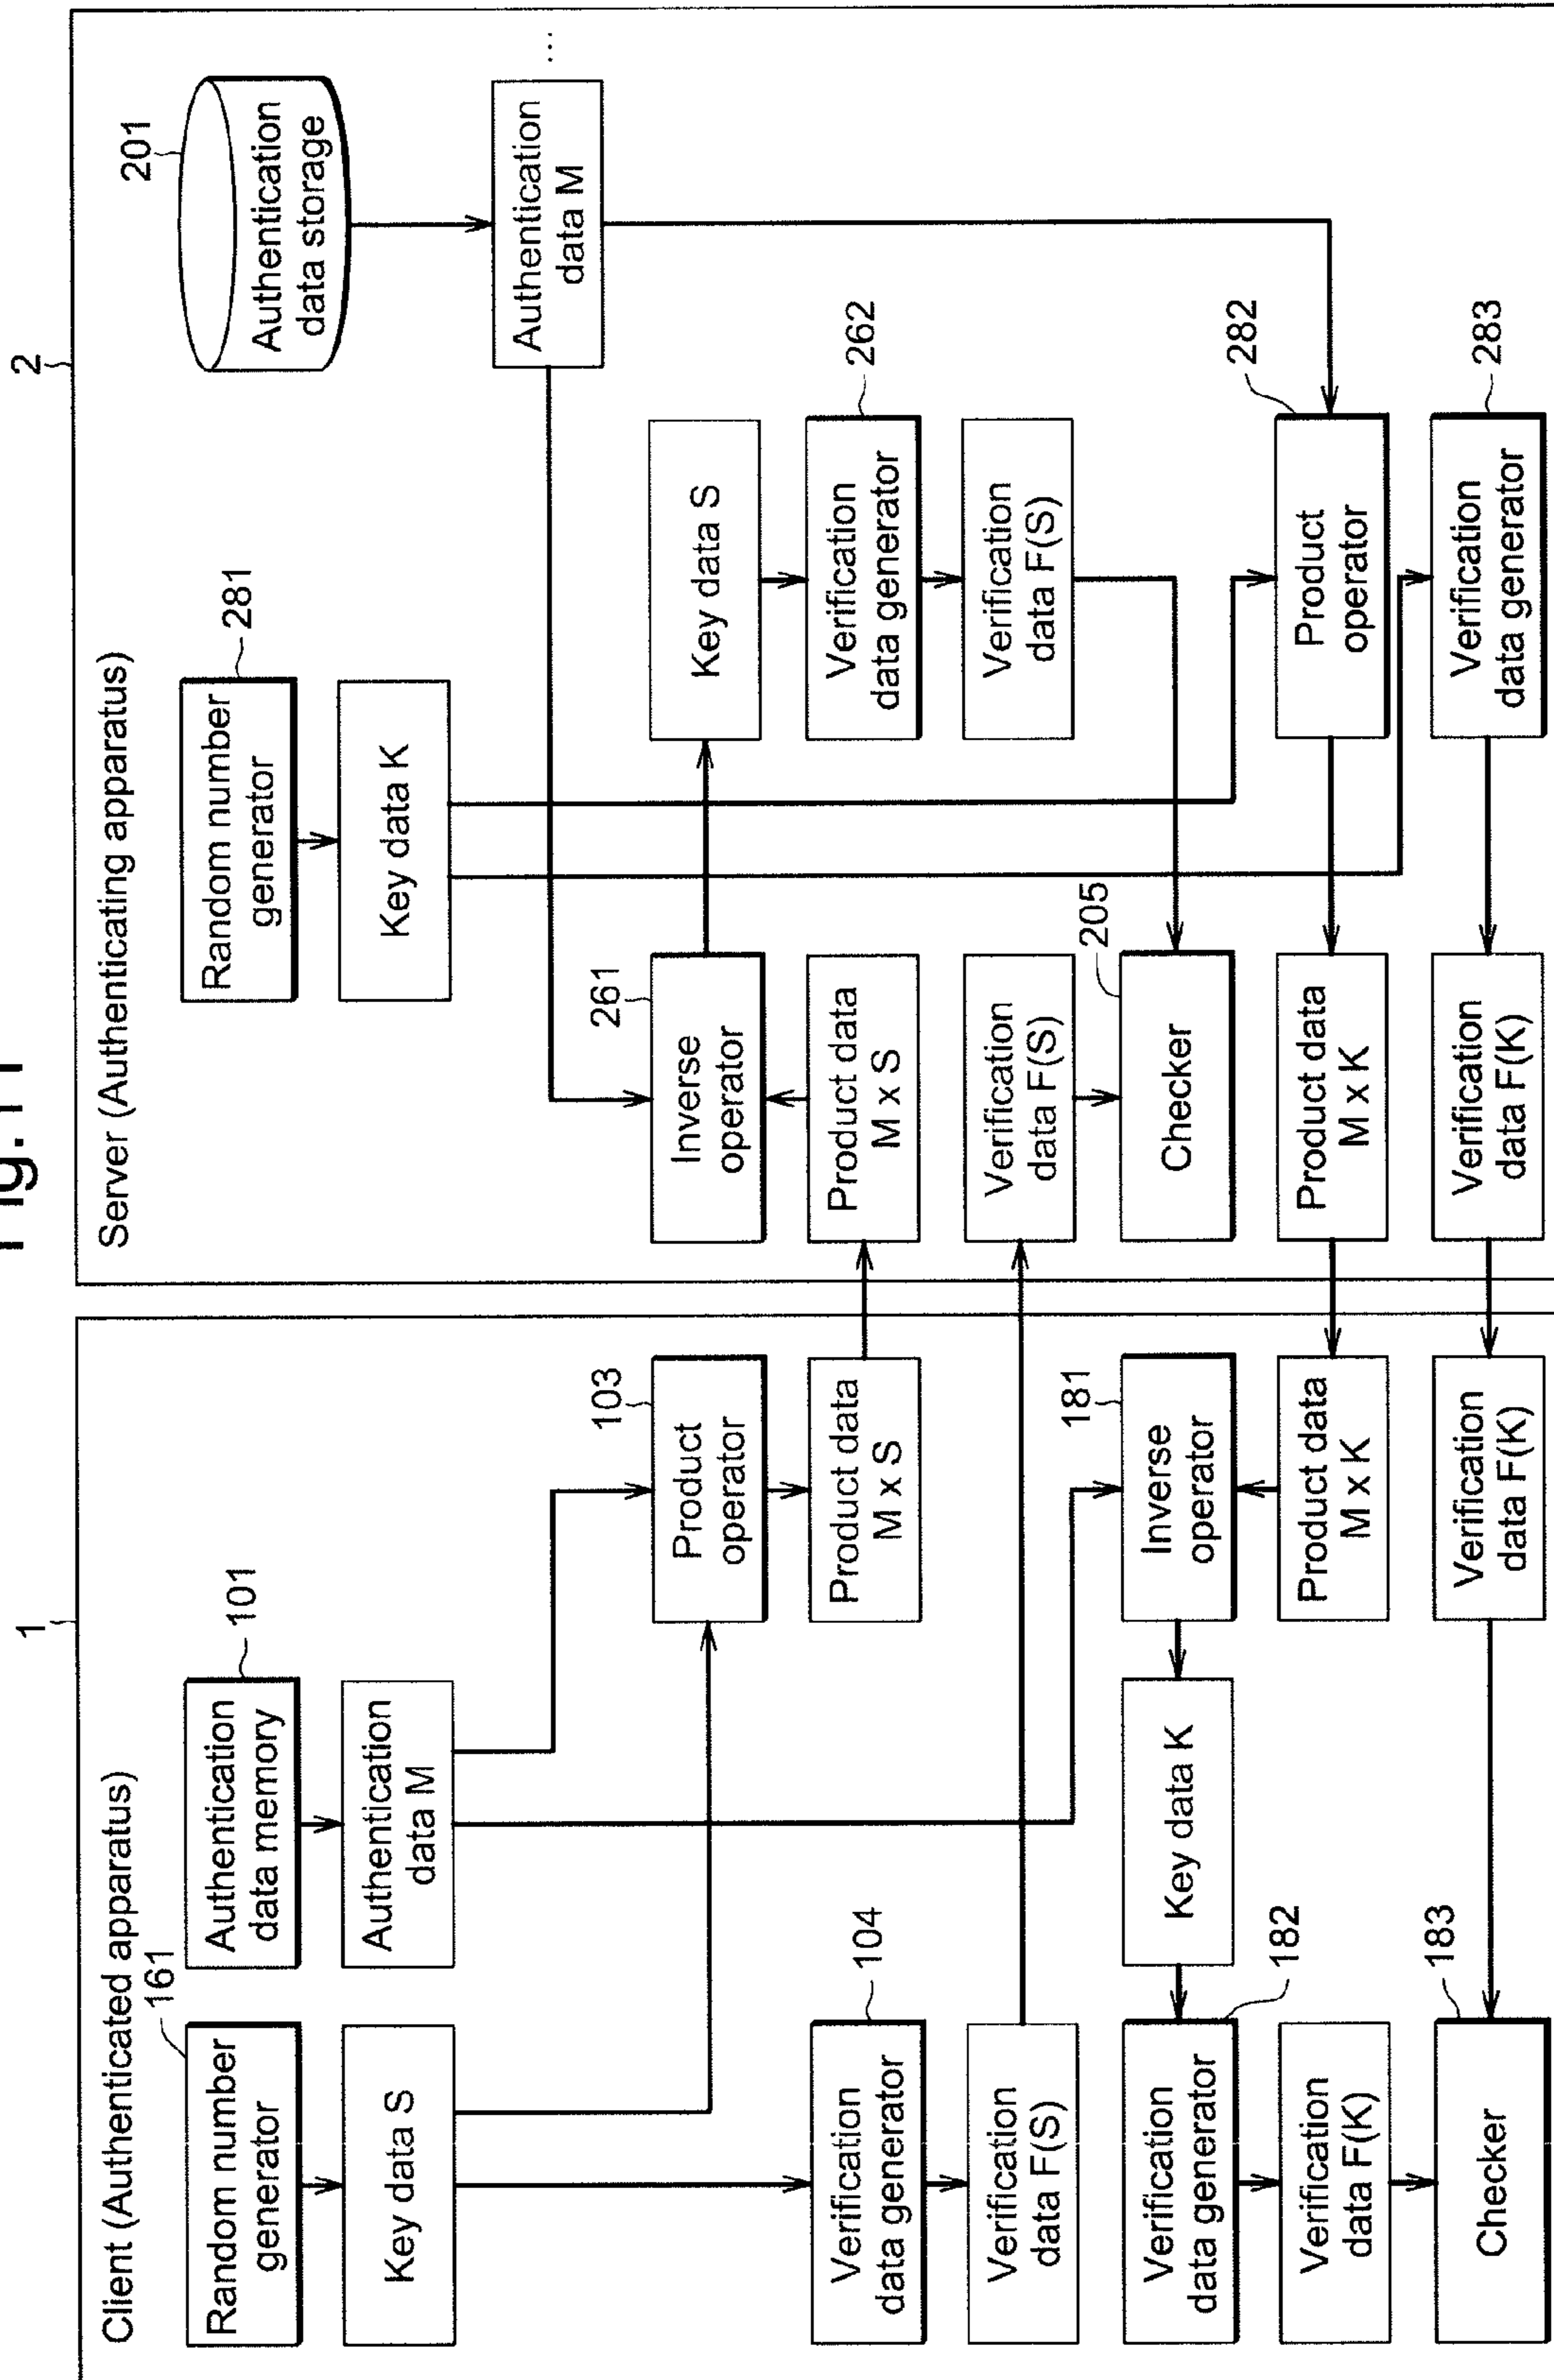 Fig. 11
1
Client (Authenticated apparatus)
161
Random number
generator
101
Authentication
data memory
Key data S
Authentication
data M
103
Product
operator
Product data
M x S
104
Verification
data generator
Verification
data F(S)
181
Inverse
operator
Key data K
Product data
M x K
182
Verification
data generator
Verification
data F(K)
Verification
data F(K)
183
Checker
2
Server (Authenticating apparatus)
281
Random number
generator
201
Authentication
data storage
Key data K
Authentication
data M
...
261
Inverse
operator
Key data S
Product data
M x S
262
Verification
data generator
Verification
data F(S)
Verification
data F(S)
205
Checker
282
Product
operator
Product data
M x K
283
Verification
data generator
Verification
data F(K)